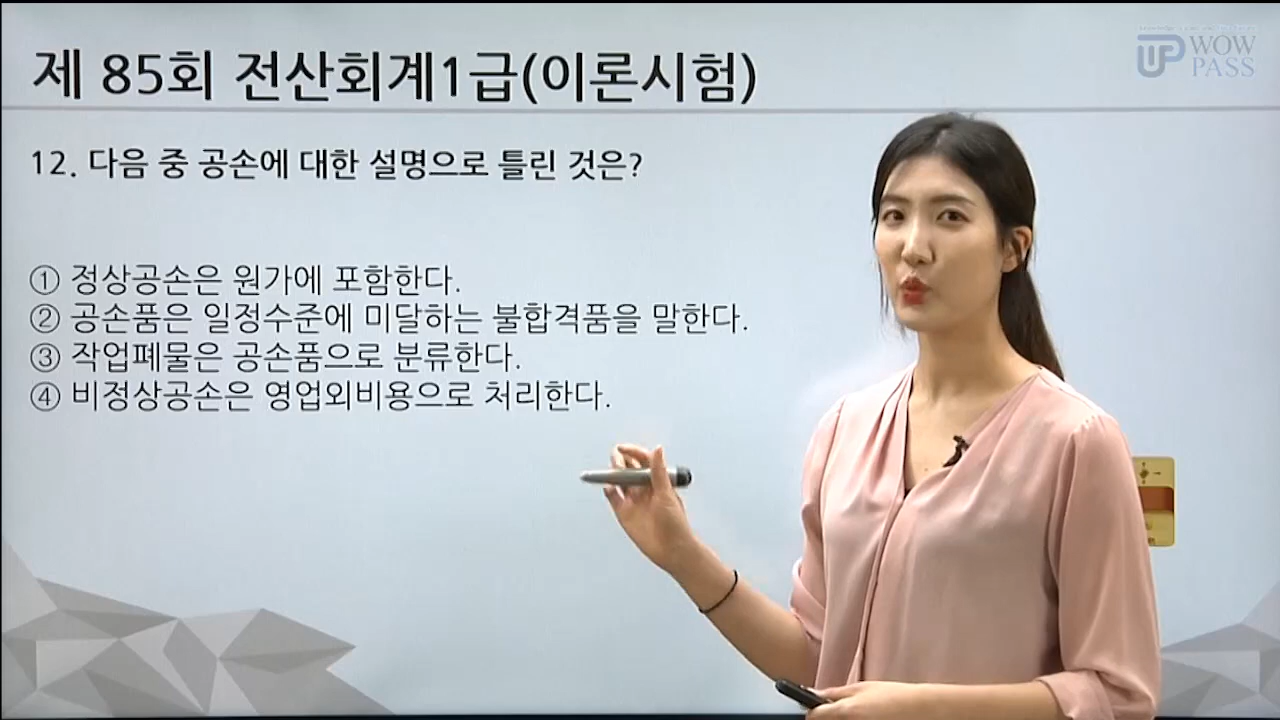 제 85회 전산회계1급(이론시험)
WOW
PASS
12. 다음 중 공손에 대한 설명으로 틀린 것은?
① 정상공손은 원가에 포함한다.
② 공손품은 일정수준에 미달하는 불합격품을 말한다.
③ 작업폐물은 공손품으로 분류한다.
④ 비정상공손은 영업외비용으로 처리한다.